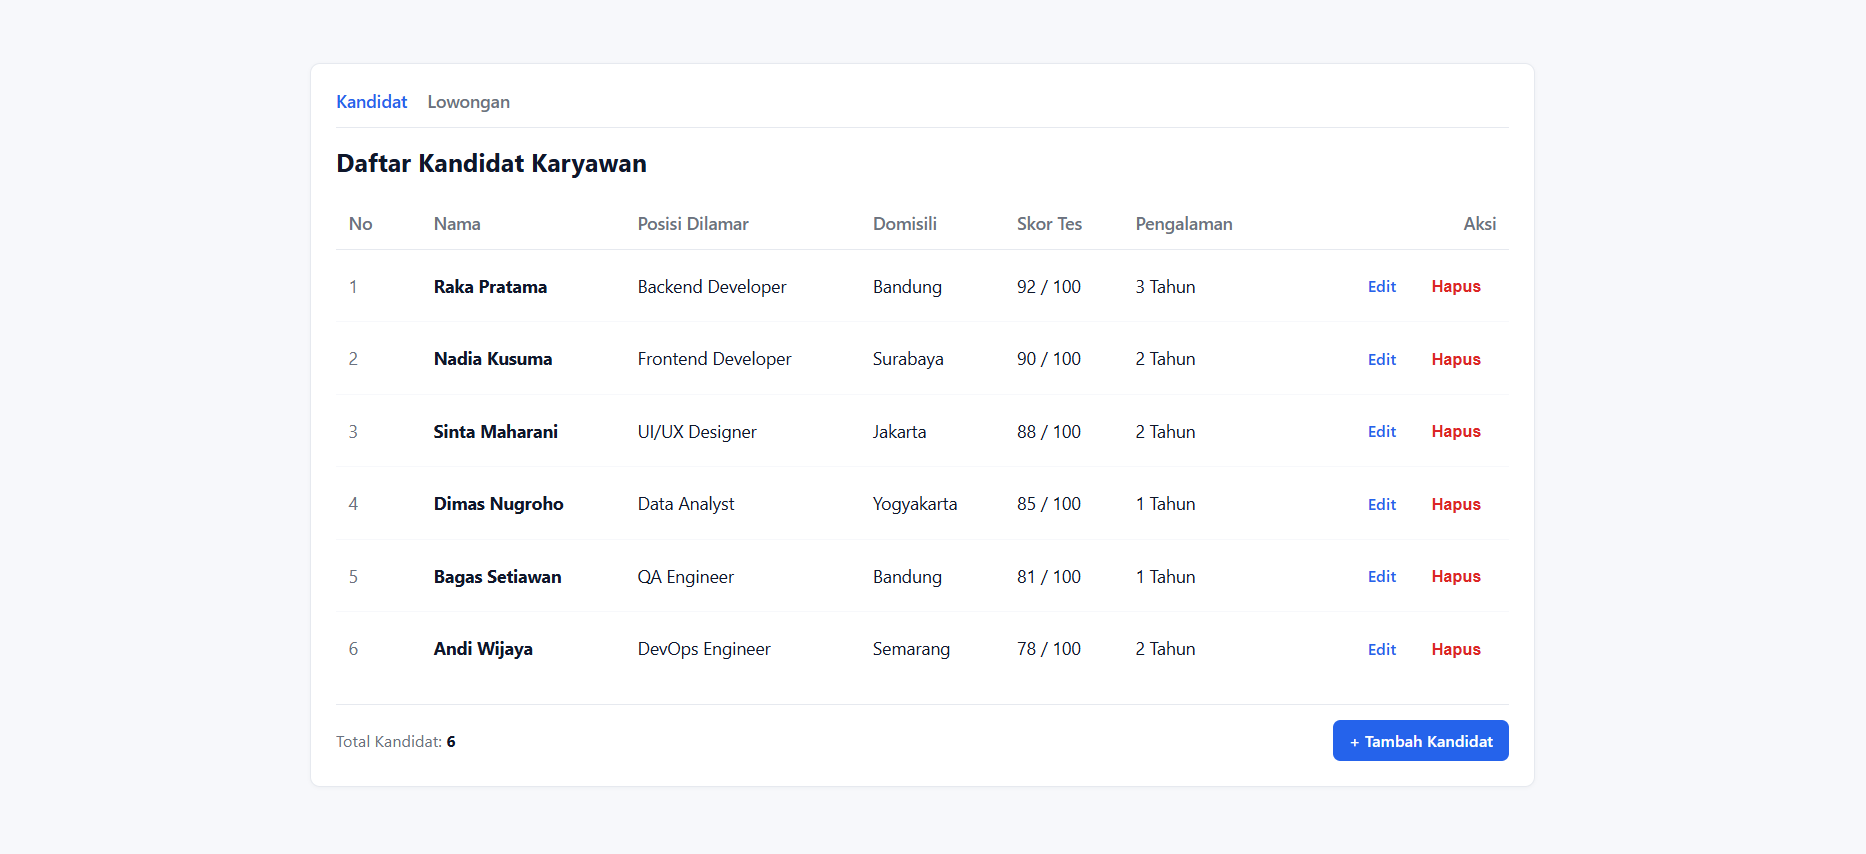 Kandidat Lowongan
Daftar Kandidat Karyawan
No Nama Posisi Dilamar Domisili Skor Tes Pengalaman Aksi
1 Raka Pratama Backend Developer Bandung 92 / 100 3 Tahun Edit Hapus
2 Nadia Kusuma Frontend Developer Surabaya 90 / 100 2 Tahun Edit Hapus
3 Sinta Maharani UI/UX Designer Jakarta 88 / 100 2 Tahun Edit Hapus
4 Dimas Nugroho Data Analyst Yogyakarta 85 / 100 1 Tahun Edit Hapus
5 Bagas Setiawan QA Engineer Bandung 81 / 100 1 Tahun Edit Hapus
6 Andi Wijaya DevOps Engineer Semarang 78 / 100 2 Tahun Edit Hapus
Total Kandidat: 6 + Tambah Kandidat